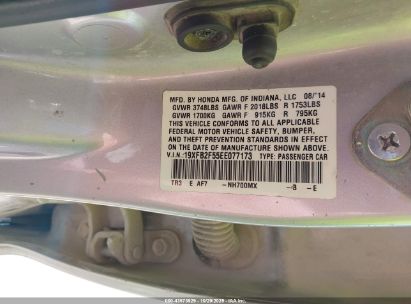 MFD. BY HONDA MFG. OF INDIANA, LLC 08/14
GVWR 3748LBS GAWR F 2018LBS R 1753LBS
GVWR 1700KG GAWR F 915KG R 795KG
THIS VEHICLE CONFORMS TO ALL APPLICABLE
FEDERAL MOTOR VEHICLE SAFETY, BUMPER,
AND THEFT PREVENTION STANDARDS IN EFFECT
ON THE DATE OF MANUFACTURE SHOWN ABOVE.
V.I.N.: 19XFB2F55EE077173 TYPE: PASSENGER CAR
TR3 E AF7 -NH700MX --B -E